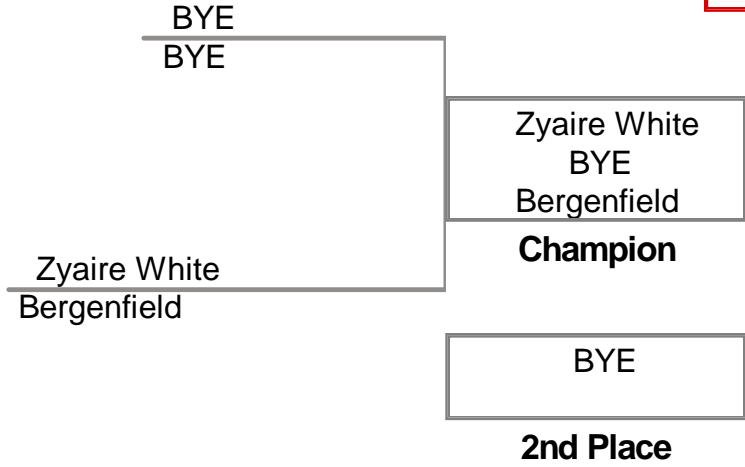 BYE
BYE
Zyaire White
BYE
Bergenfield
Champion
Zyaire White
Bergenfield
BYE
2nd Place